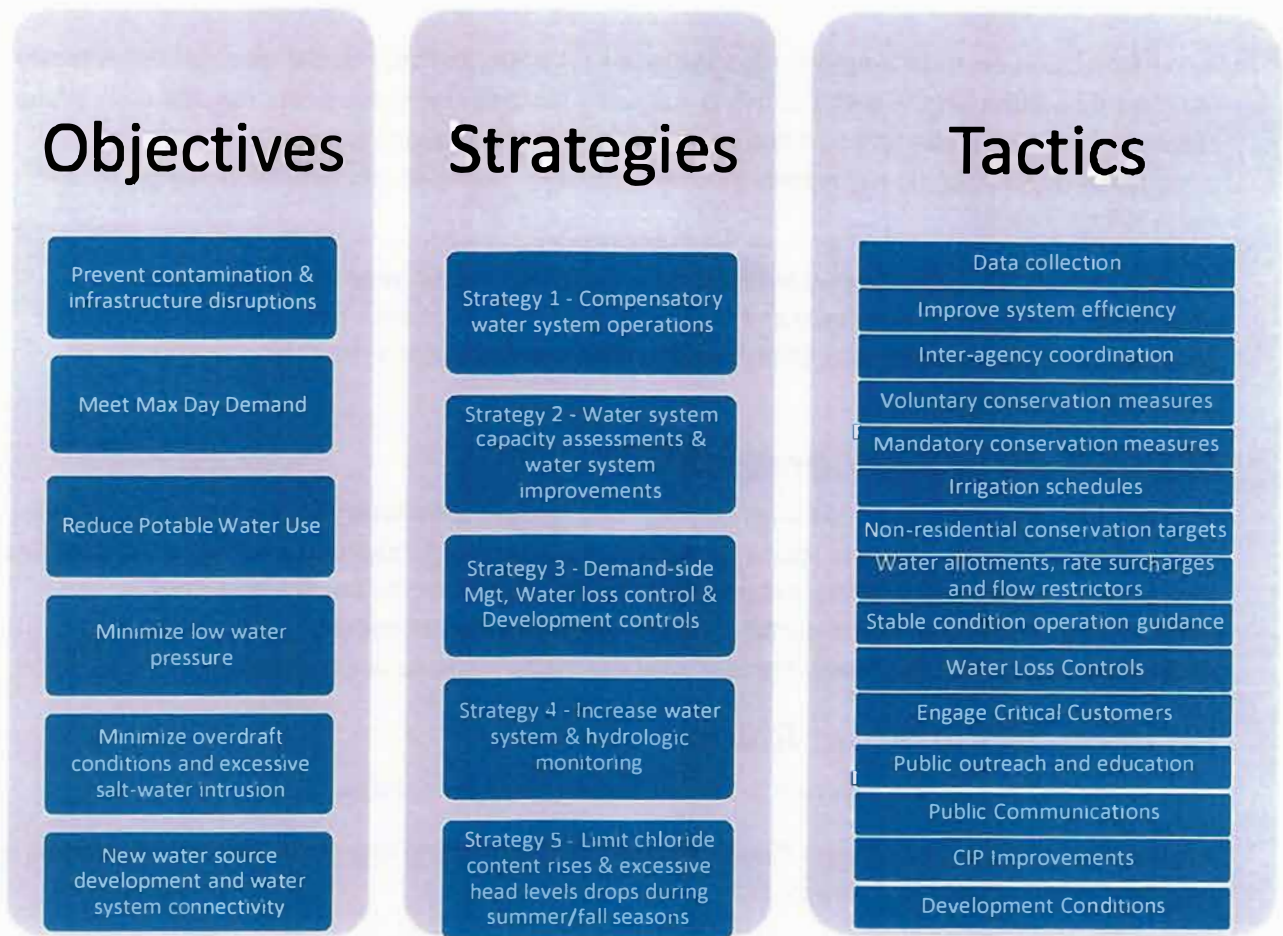 Objectives
Prevent contamination &
infrastructure disruptions
Meet Max Day Demand
Reduce Potable Water Use
Minimize low water
pressure
Minimize overdraft
conditions and excessive
salt-water intrusion
New water source
development and water
system connectivity
Strategies
Strategy 1 - Compensatory
water system operations
Strategy 2 - Water system
capacity assessments &
water system
improvements
Strategy 3 - Demand-side
Mgt, Water loss control &
Development controls
Strategy 4 - Increase water
system & hydrologic
monitoring
Strategy 5 - Limit chloride
content rises & excessive
head levels drops during
summer/fall seasons
Tactics
Data collection
Improve system efficiency
Inter-agency coordination
Voluntary conservation measures
Mandatory conservation measures
Irrigation schedules
Non-residential conservation targets
Water allotments, rate surcharges
and flow restrictors
Stable condition operation guidance
Water Loss Controls
Engage Critical Customers
Public outreach and education
Public Communications
CIP Improvements
Development Conditions